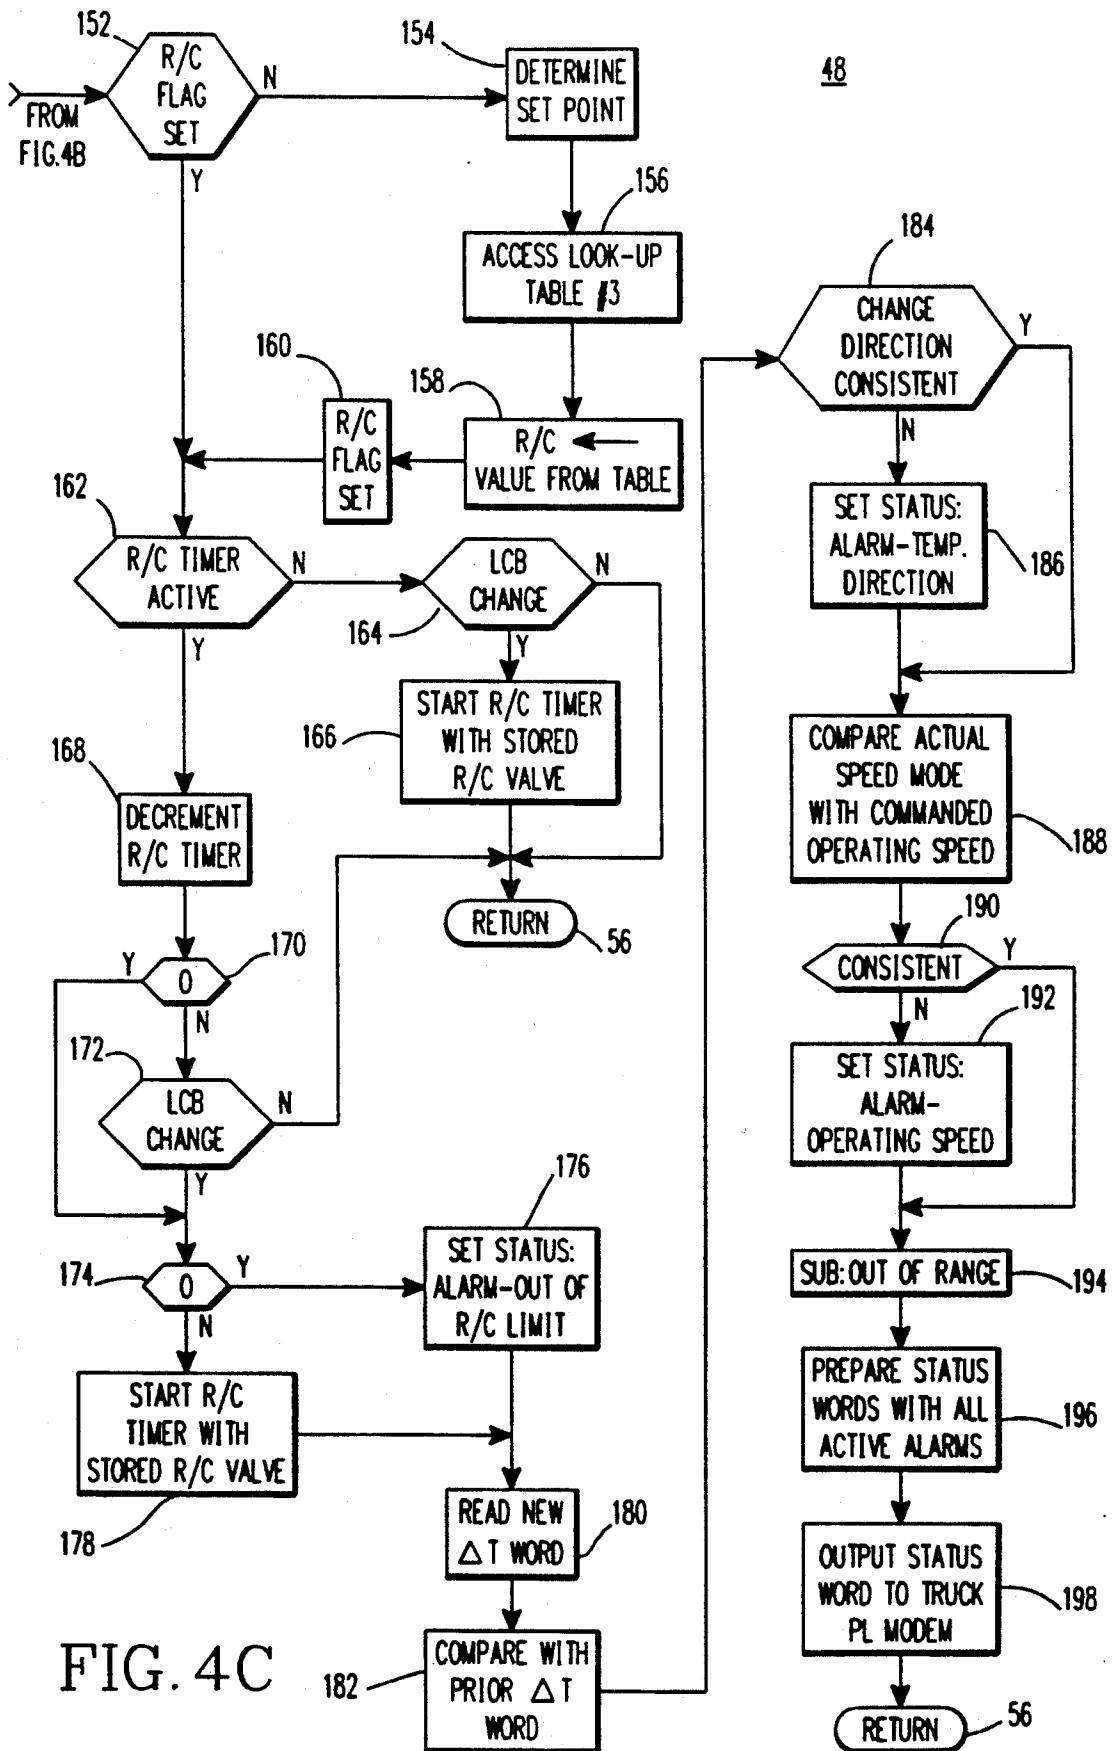 152
R/C
FLAG
SET
N
Y
FROM
FIG.4B
154
DETERMINE
SET POINT
48
156
ACCESS LOOK-UP
TABLE #3
158
R/C ←
VALUE FROM TABLE
160
R/C
FLAG
SET
162
R/C TIMER
ACTIVE
N
Y
LCB
CHANGE
N
164
Y
START R/C TIMER
WITH STORED
R/C VALVE
166
RETURN
56
168
DECREMENT
R/C TIMER
170
Y
0
N
172
LCB
CHANGE
N
Y
174
0
Y
N
176
SET STATUS:
ALARM-OUT OF
R/C LIMIT
START R/C
TIMER WITH
STORED R/C VALVE
178
READ NEW
△ T WORD
180
COMPARE WITH
PRIOR △ T
WORD
182
184
CHANGE
DIRECTION
CONSISTENT
Y
N
SET STATUS:
ALARM-TEMP.
DIRECTION
186
COMPARE ACTUAL
SPEED MODE
WITH COMMANDED
OPERATING SPEED
188
190
CONSISTENT
Y
N
192
SET STATUS:
ALARM-
OPERATING SPEED
SUB:OUT OF RANGE
194
PREPARE STATUS
WORDS WITH ALL
ACTIVE ALARMS
196
OUTPUT STATUS
WORD TO TRUCK
PL MODEM
198
RETURN
56
FIG. 4C